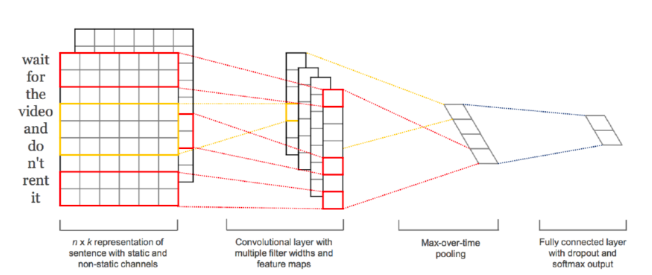 wait
for
the
video
and
do
n't
rent
it
n x k representation of
sentence with static and
non-static channels
Convolutional layer with
multiple filter widths and
feature maps
Max-over-time
pooling
Fully connected layer
with dropout and
softmax output